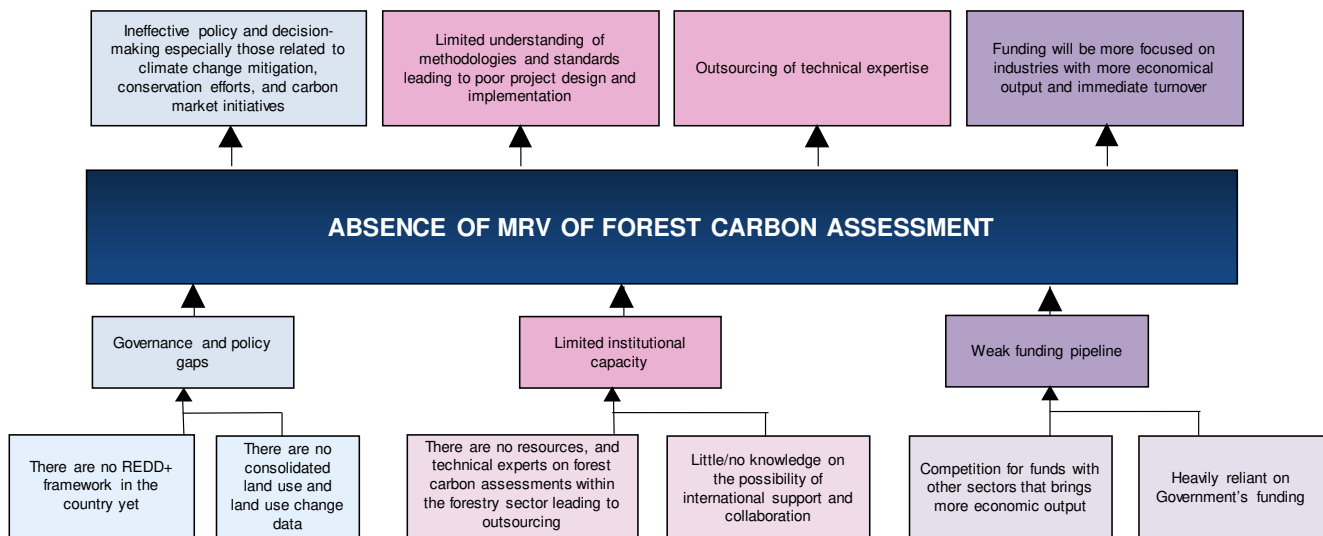 Ineffective policy and decision-
making especially those related to
climate change mitigation,
conservation efforts, and carbon
market initiatives
Limited understanding of
methodologies and standards
leading to poor project design and
implementation
Outsourcing of technical expertise
Funding will be more focused on
industries with more economical
output and immediate turnover
ABSENCE OF MRV OF FOREST CARBON ASSESSMENT
Governance and policy
gaps
Limited institutional
capacity
Weak funding pipeline
There are no REDD+
framework in the
country yet
There are no
consolidated
land use and
land use change
data
There are no resources, and
technical experts on forest
carbon assessments within
the forestry sector leading to
outsourcing
Little/no knowledge on
the possibility of
international support and
collaboration
Competition for funds with
other sectors that brings
more economic output
Heavily reliant on
Government's funding